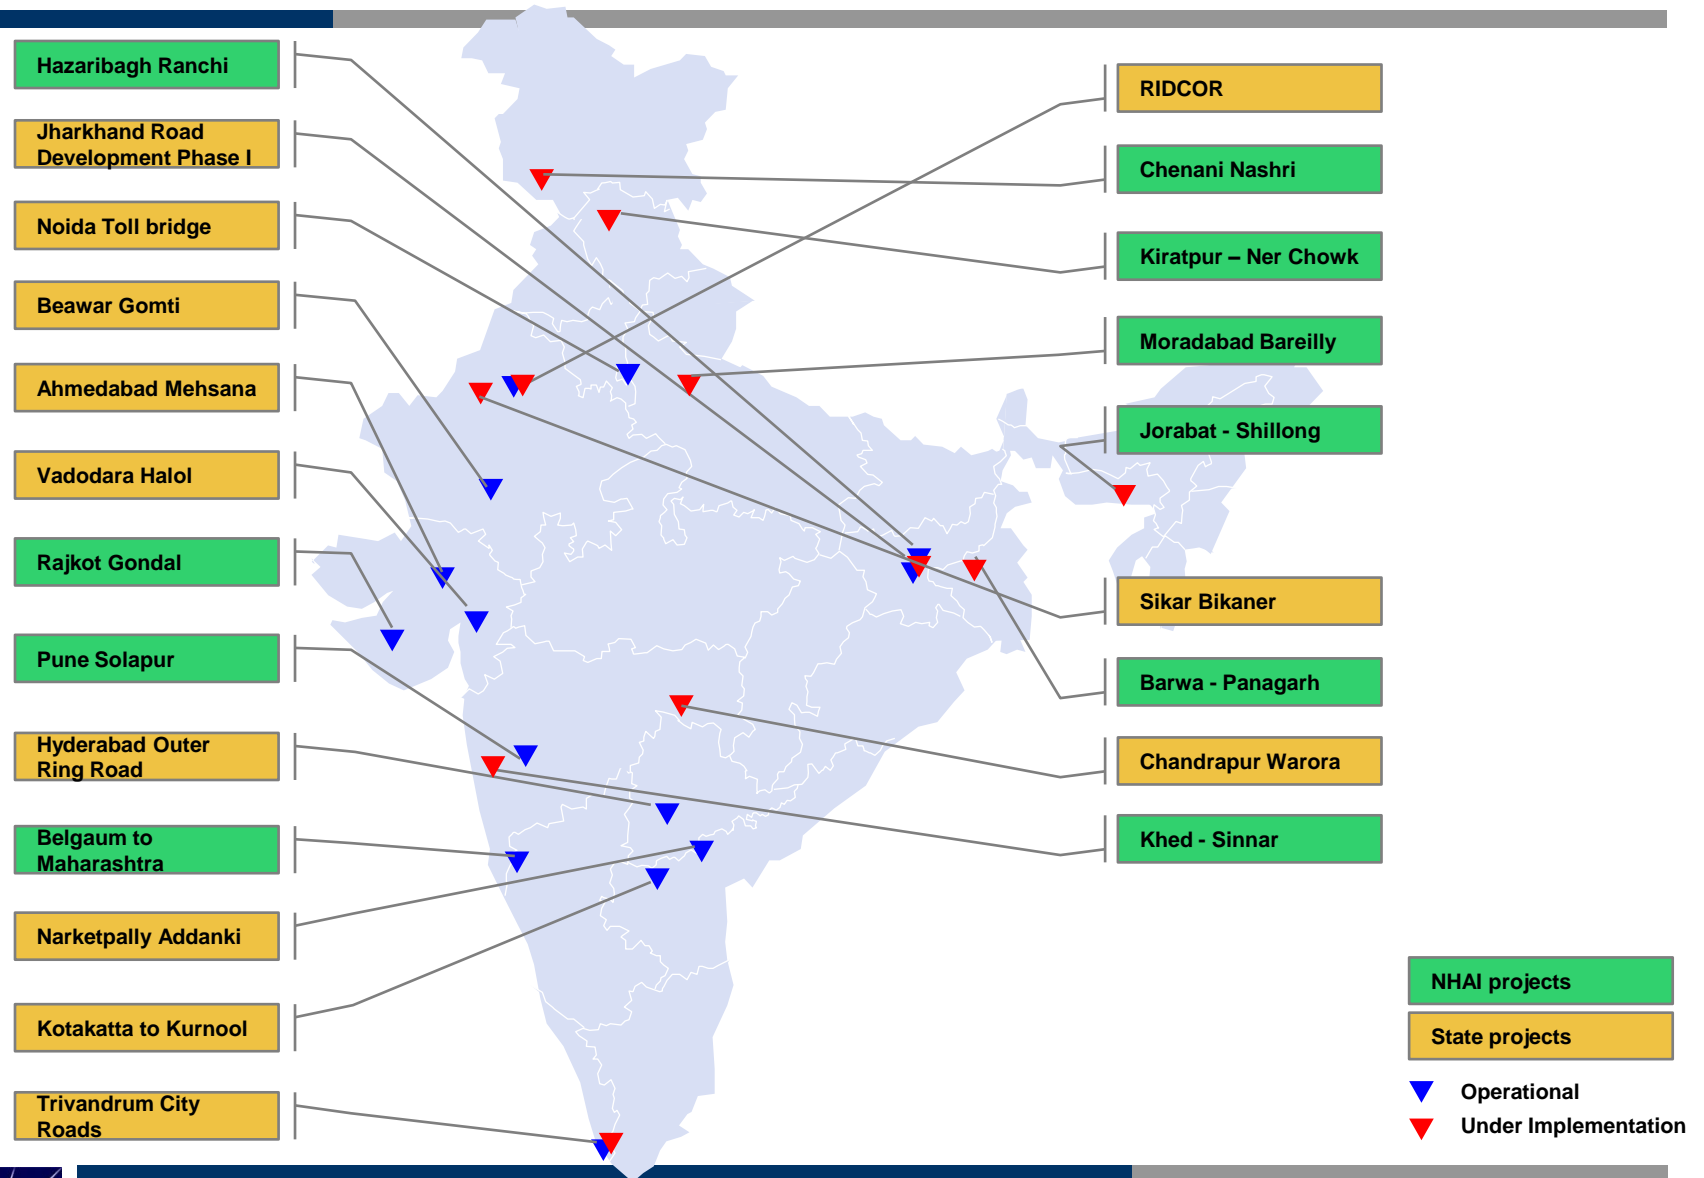 Hazaribagh Ranchi
Jharkhand Road
Development Phase I
Noida Toll bridge
Beawar Gomti
Ahmedabad Mehsana
Vadodara Halol
Rajkot Gondal
Pune Solapur
Hyderabad Outer
Ring Road
Belgaum to
Maharashtra
Narketpally Addanki
Kotakatta to Kurnool
Trivandrum City
Roads
RIDCOR
Chenani Nashri
Kiratpur – Ner Chowk
Moradabad Bareilly
Jorabat - Shillong
Sikar Bikaner
Barwa - Panagarh
Chandrapur Warora
Khed - Sinnar
NHAI projects
State projects
Operational
Under Implementation